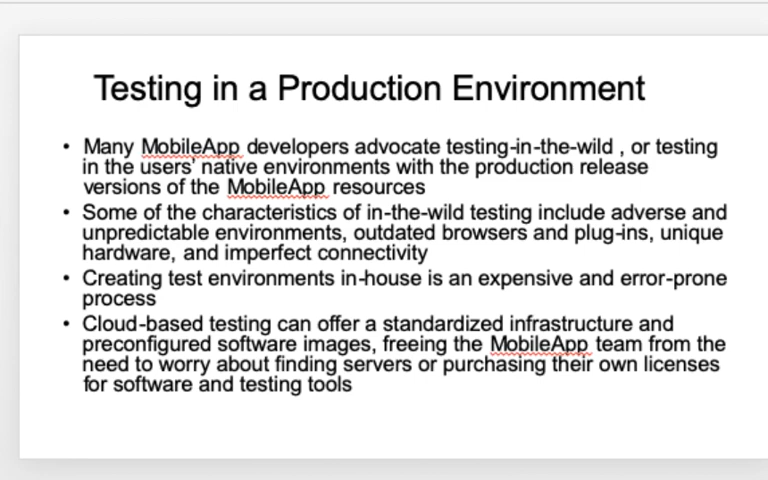 Testing in a Production Environment
• Many MobileApp developers advocate testing-in-the-wild , or testing
in the users' native environments with the production release
versions of the MobileApp resources
• Some of the characteristics of in-the-wild testing include adverse and
unpredictable environments, outdated browsers and plug-ins, unique
hardware, and imperfect connectivity
• Creating test environments in-house is an expensive and error-prone
process
• Cloud-based testing can offer a standardized infrastructure and
preconfigured software images, freeing the MobileApp team from the
need to worry about finding servers or purchasing their own licenses
for software and testing tools